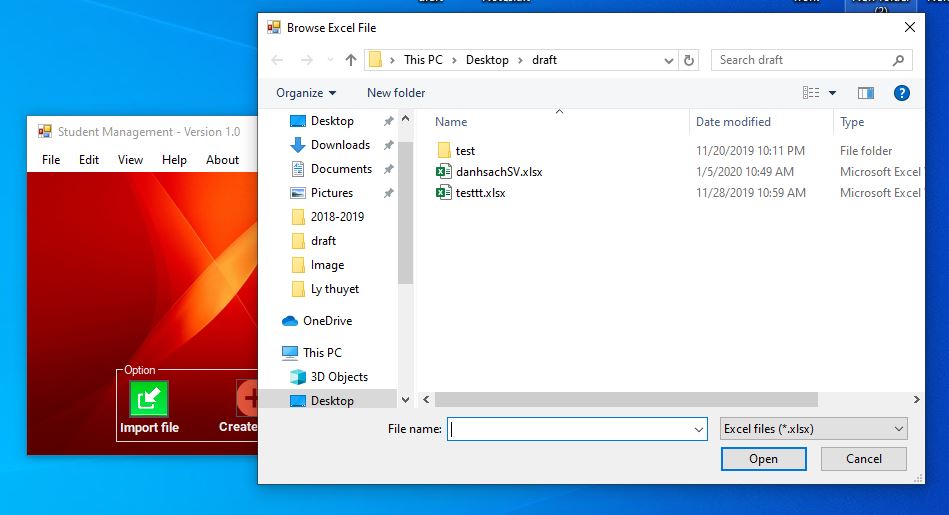 Browse Excel File
This PC
Desktop
draft
Search draft
Organize
New folder
Desktop
Downloads
Documents
Pictures
2018-2019
draft
Image
Ly thuyet
OneDrive
This PC
3D Objects
Desktop
Name Date modified Type
test 11/20/2019 10:11 PM File folder
danhsachSV.xlsx 1/5/2020 10:49 AM Microsoft Excel
testtt.xlsx 11/28/2019 10:59 AM Microsoft Excel
File name:
Excel files (*.xlsx)
Open
Cancel
Student Management - Version 1.0
File Edit View Help About
Option
Import file
Create
(2)